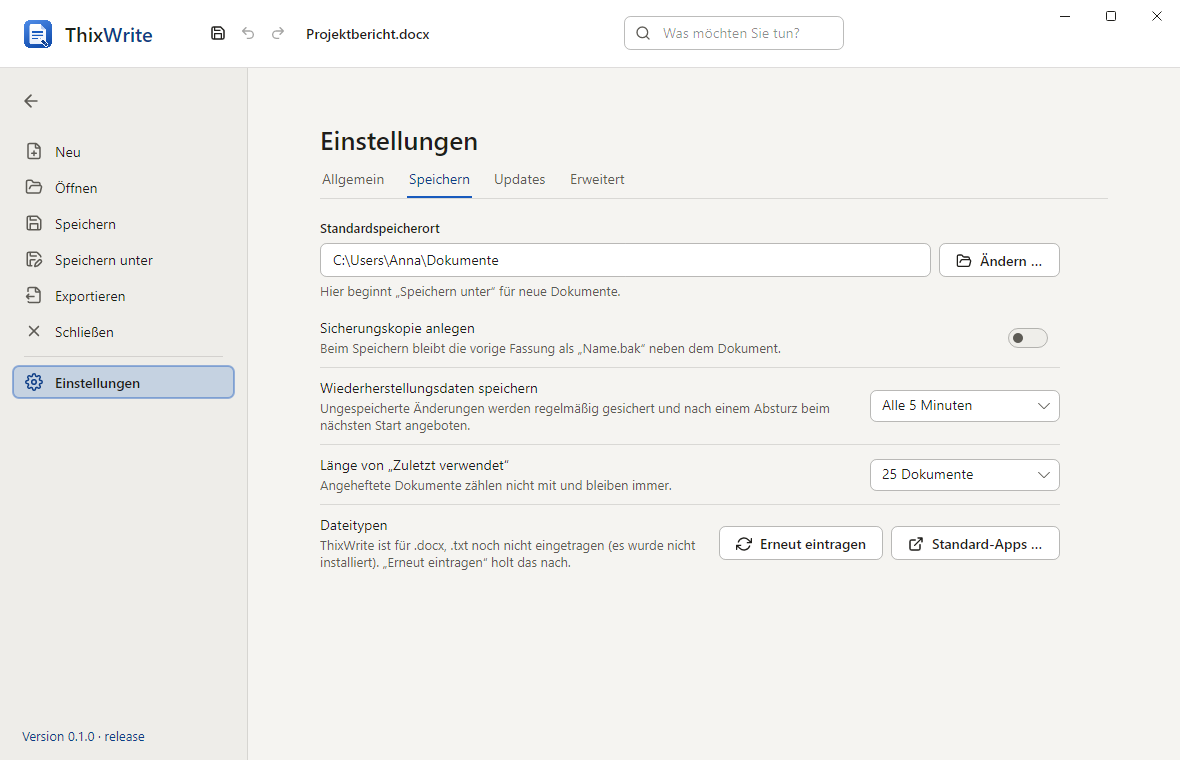 ThixWrite
Projektbericht.docx
Was möchten Sie tun?
Neu
Öffnen
Speichern
Speichern unter
Exportieren
Schließen
Einstellungen
Version 0.1.0 · release
Einstellungen
Allgemein Speichern Updates Erweitert
Standardspeicherort
C:\Users\Anna\Dokumente
Ändern ...
Hier beginnt „Speichern unter“ für neue Dokumente.
Sicherungskopie anlegen
Beim Speichern bleibt die vorige Fassung als „Name.bak“ neben dem Dokument.
Wiederherstellungsdaten speichern
Ungespeicherte Änderungen werden regelmäßig gesichert und nach einem Absturz beim
nächsten Start angeboten.
Alle 5 Minuten
Länge von „Zuletzt verwendet“
Angeheftete Dokumente zählen nicht mit und bleiben immer.
25 Dokumente
Dateitypen
ThixWrite ist für .docx, .txt noch nicht eingetragen (es wurde nicht
installiert). „Erneut eintragen“ holt das nach.
Erneut eintragen
Standard-Apps ...